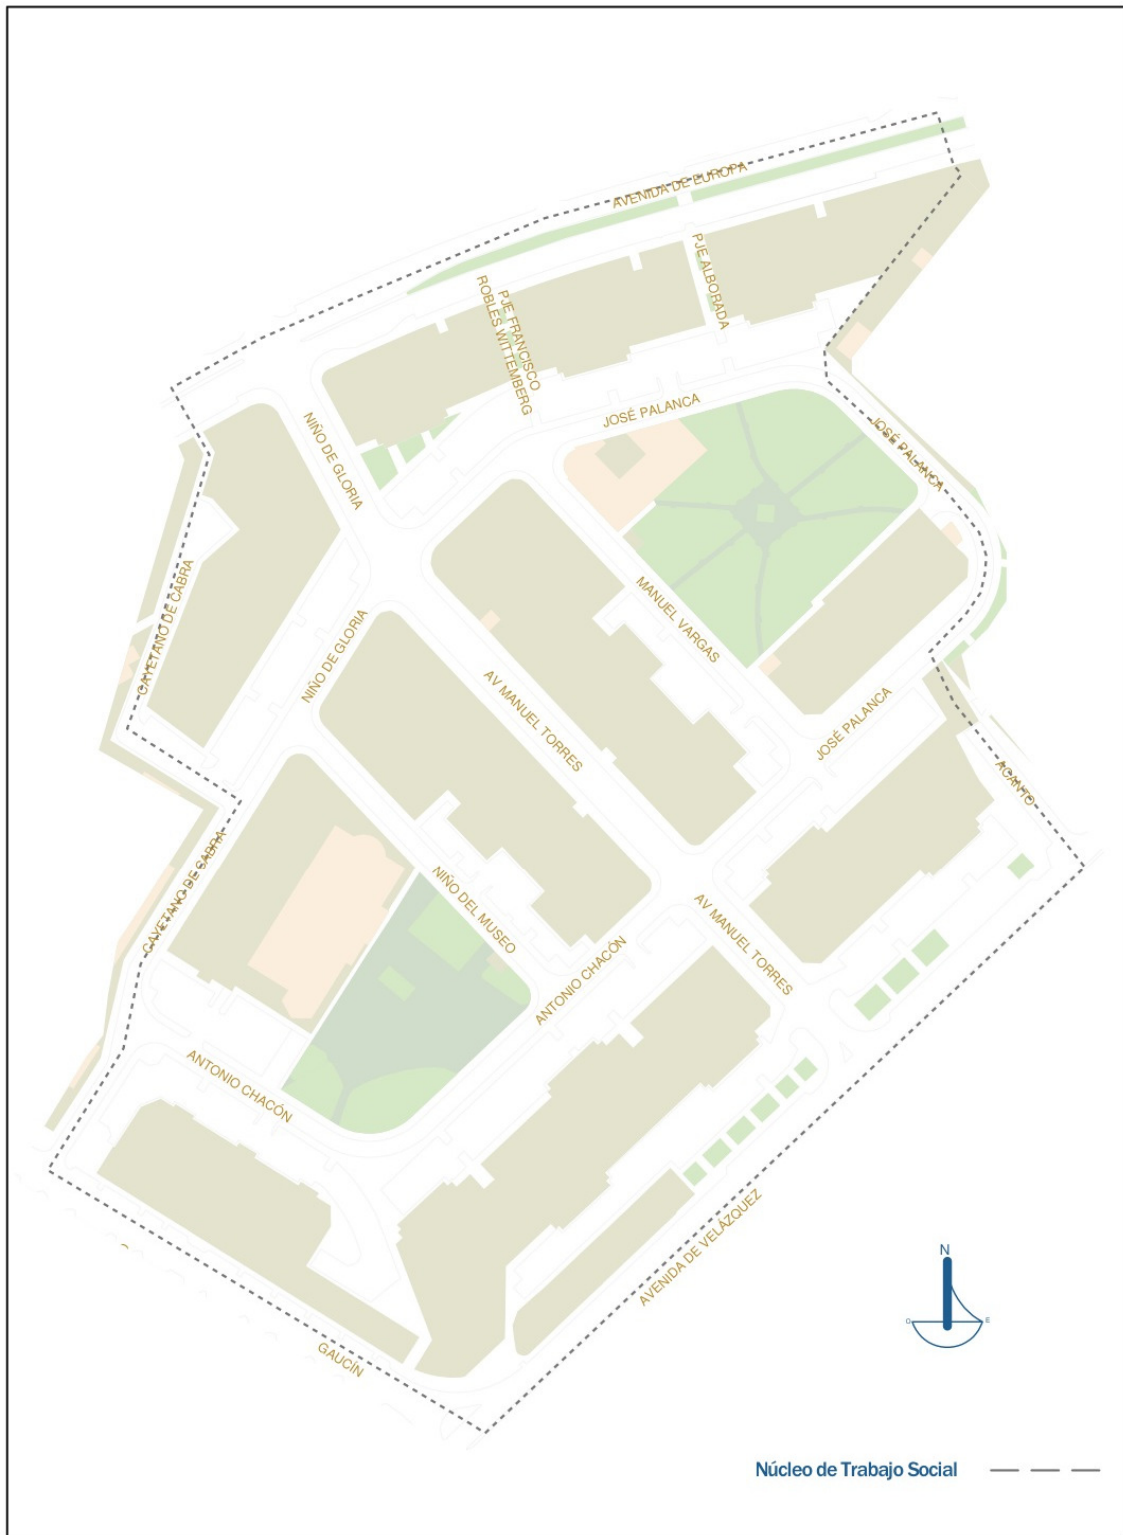 AVENIDA DE EUROPA
PJE ALBORADA
PJE FRANCISCO
ROBLES WITTEMBERG
JOSÉ PALANCA
JOSÉ PALANCA
NIÑO DE GLORIA
CAYETANO DE CABRA
MANUEL VARGAS
NIÑO DE GLORIA
AV MANUEL TORRES
JOSÉ PALANCA
ACANTO
CAYETANO DE CABRA
NIÑO DEL MUSEO
AV MANUEL TORRES
ANTONIO CHACÓN
ANTONIO CHACÓN
AVENIDA DE VELÁZQUEZ
GAUCÍN
N
O
E
Núcleo de Trabajo Social